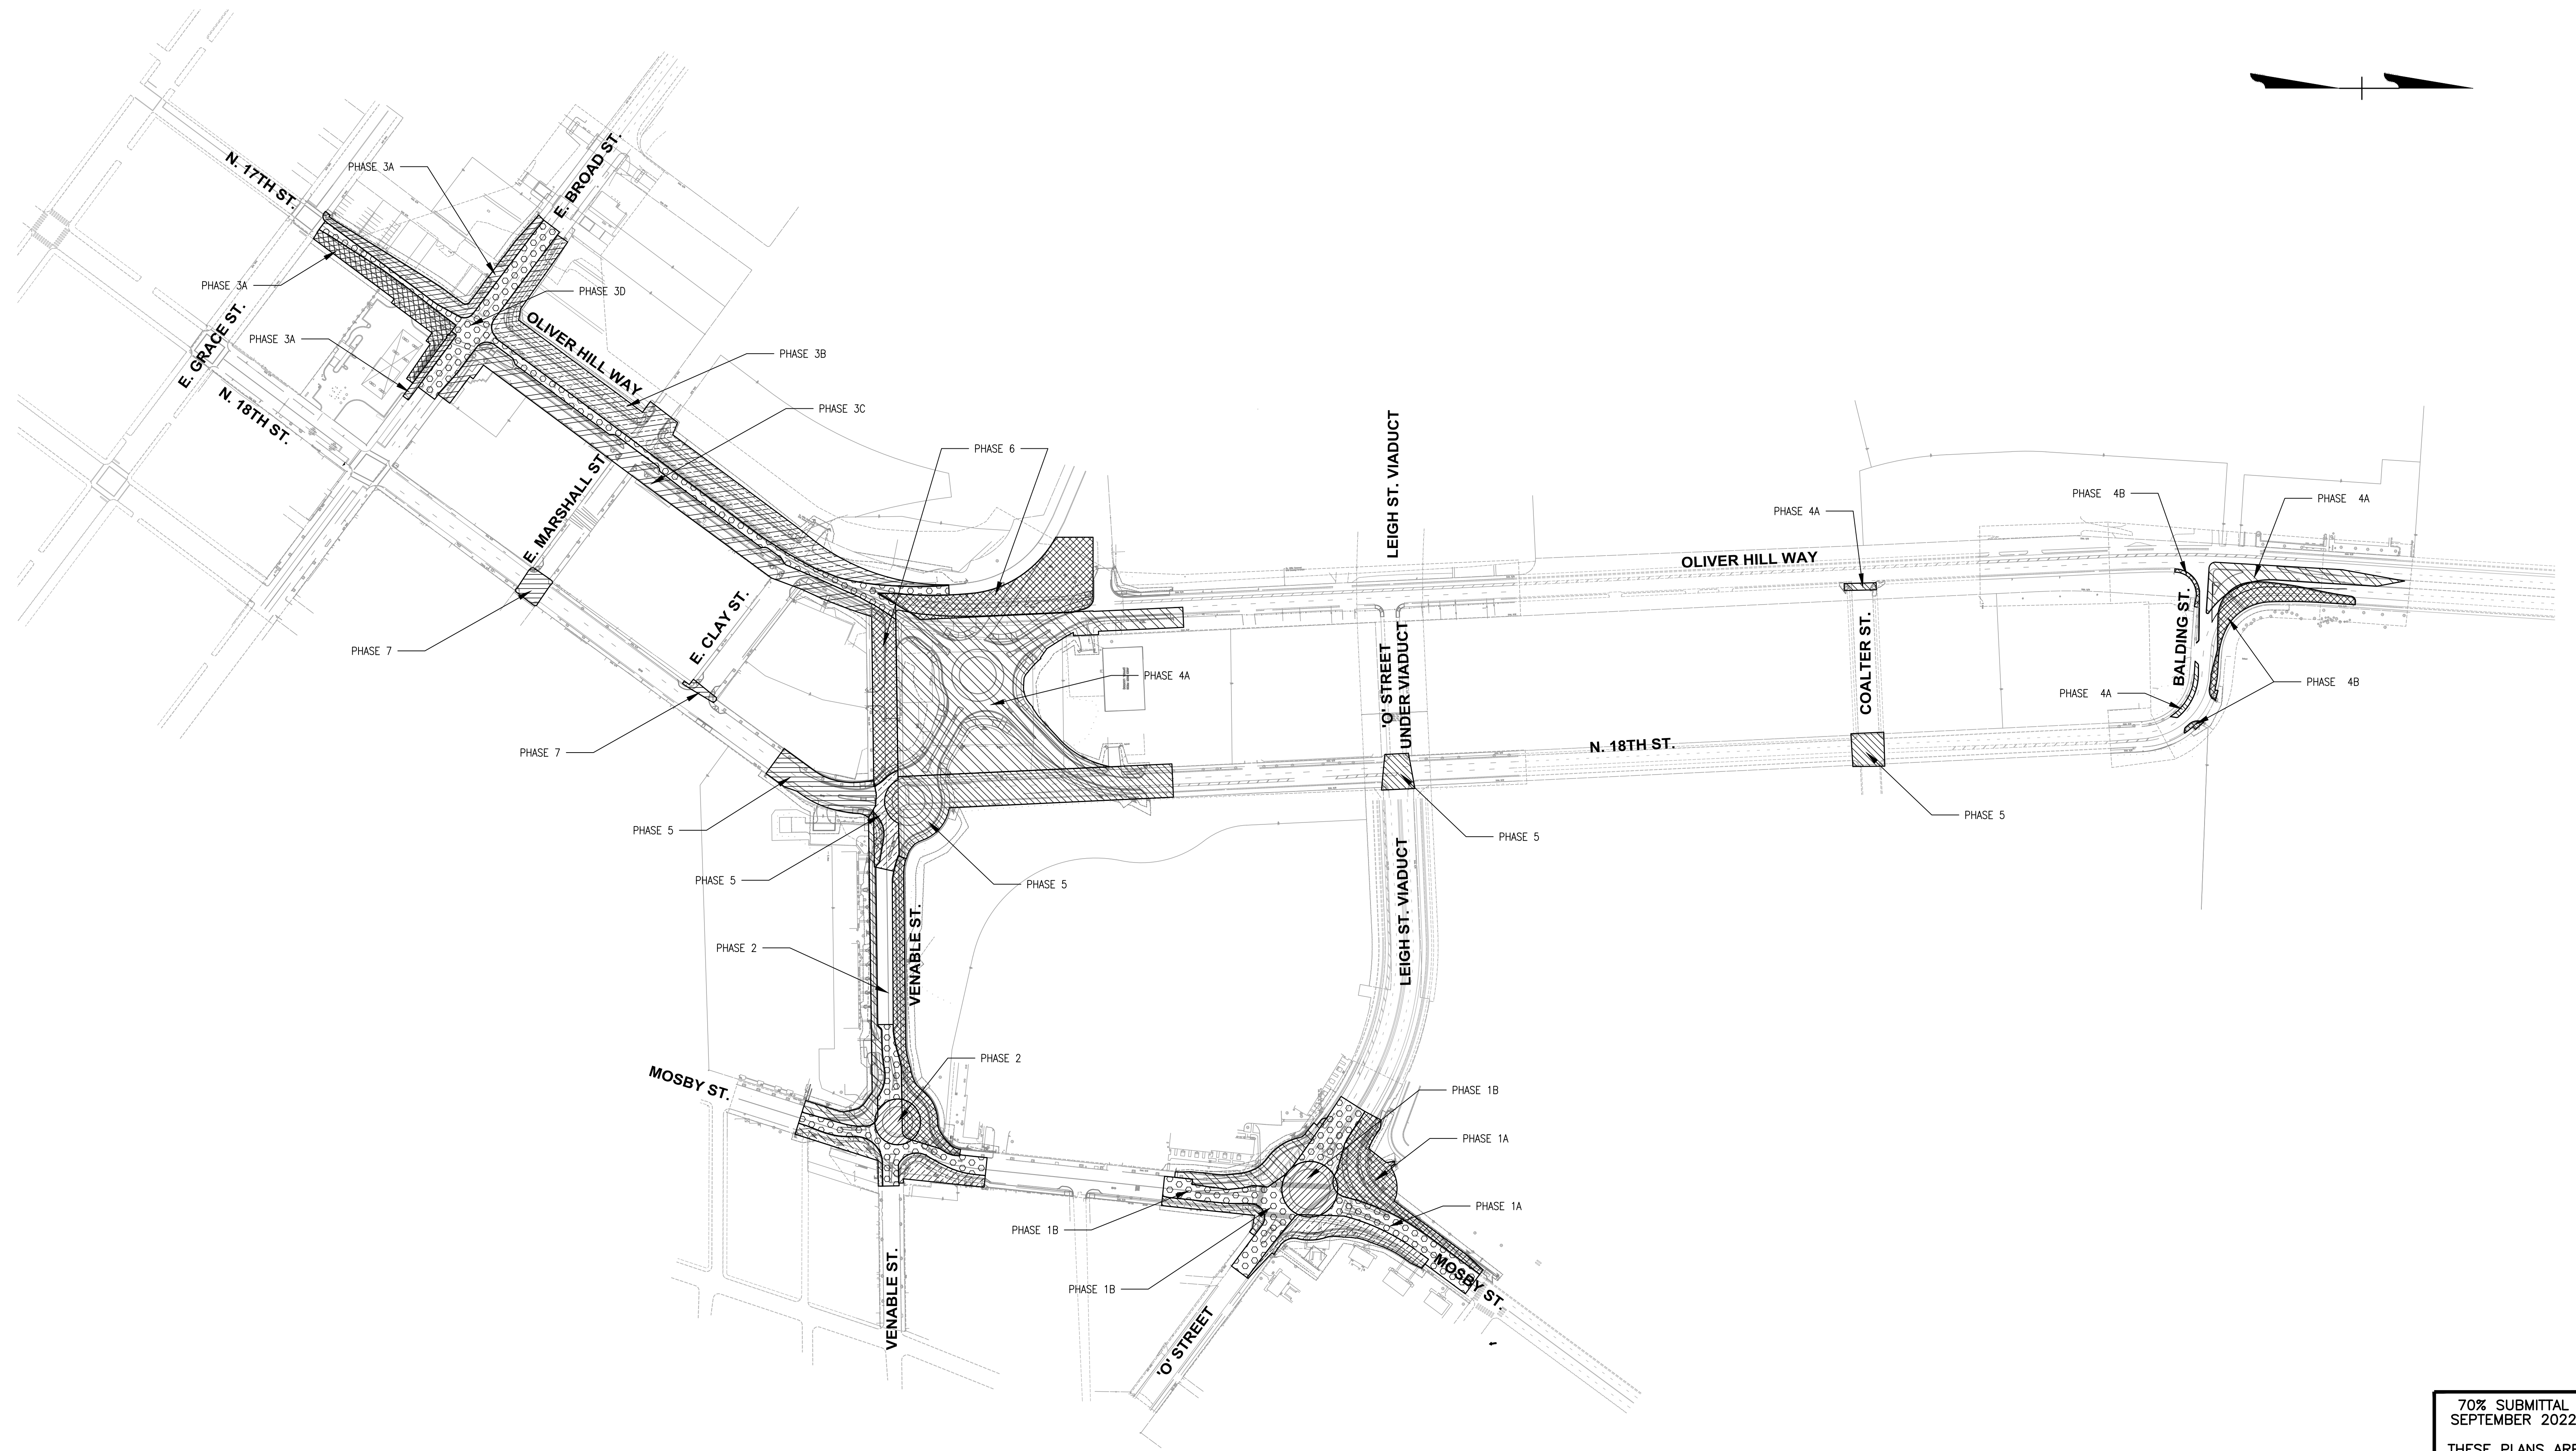 N. 17TH ST.
PHASE 3A
E. BROAD ST.
PHASE 3A
PHASE 3D
E. GRACE ST.
PHASE 3A
OLIVER HILL WAY
PHASE 3B
N. 18TH ST.
PHASE 3C
PHASE 6
LEIGH ST. VIADUCT
E. MARSHALL ST.
PHASE 4A
PHASE 4B
PHASE 4A
OLIVER HILL WAY
PHASE 7
E. CLAY ST.
PHASE 4A
'O' STREET
UNDER VIADUCT
COALTER ST.
BALDING ST.
PHASE 4A
PHASE 4B
PHASE 7
N. 18TH ST.
PHASE 5
PHASE 5
PHASE 5
PHASE 5
PHASE 5
PHASE 2
VENABLE ST.
LEIGH ST. VIADUCT
MOSBY ST.
PHASE 2
PHASE 1B
PHASE 1A
PHASE 1A
PHASE 1B
PHASE 1B
MOSBY ST.
VENABLE ST.
'O' STREET
70% SUBMITTAL
SEPTEMBER 2022
THESE PLANS ARE